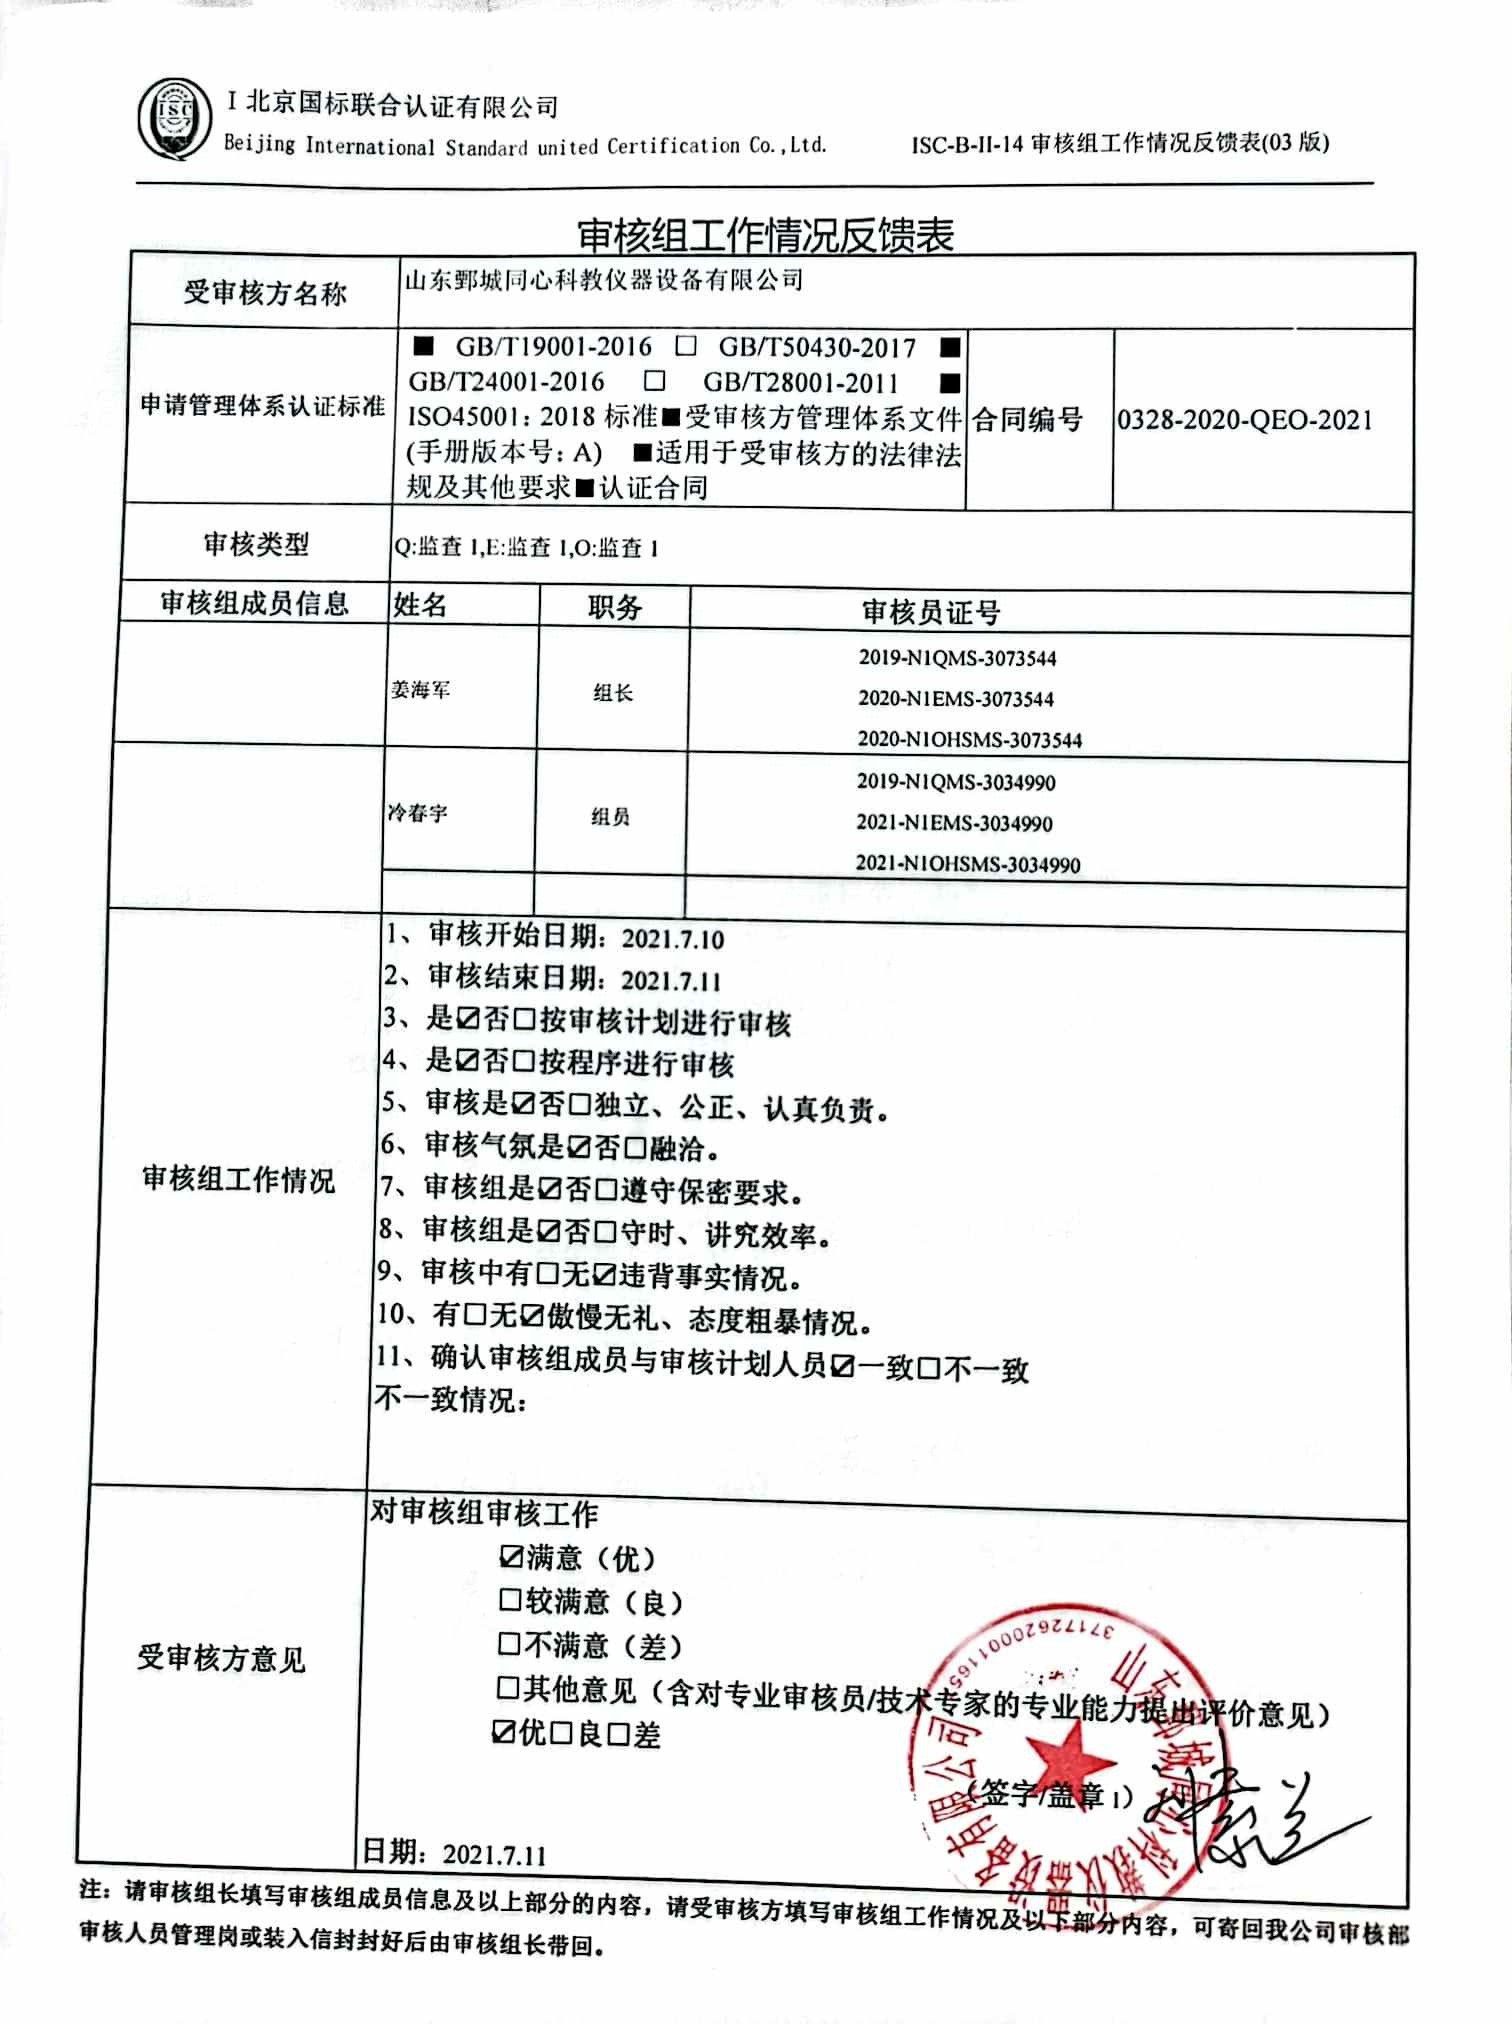 ISC
I 北京国标联合认证有限公司
Beijing International Standard united Certification Co.,Ltd.
ISC-B-II-14 审核组工作情况反馈表(03 版)
审核组工作情况反馈表
受审核方名称
山东鄄城同心科教仪器设备有限公司
申请管理体系认证标准
■ GB/T19001-2016 □ GB/T50430-2017 ■
GB/T24001-2016 □ GB/T28001-2011 ■
ISO45001: 2018 标准■受审核方管理体系文件
(手册版本号: A) ■适用于受审核方的法律法
规及其他要求■认证合同
合同编号
0328-2020-QEO-2021
审核类型
Q:监查 1,E:监查 1,O:监查 1
审核组成员信息 姓名 职务 审核员证号
姜海军 组长
2019-N1QMS-3073544
2020-N1EMS-3073544
2020-N1OHSMS-3073544
冷春宇 组员
2019-N1QMS-3034990
2021-N1EMS-3034990
2021-N1OHSMS-3034990
审核组工作情况
1、审核开始日期: 2021.7.10
2、审核结束日期: 2021.7.11
3、是☑否□按审核计划进行审核
4、是☑否□按程序进行审核
5、审核是☑否□独立、公正、认真负责。
6、审核气氛是☑否□融洽。
7、审核组是☑否□遵守保密要求。
8、审核组是☑否□守时、讲究效率。
9、审核中有□无☑违背事实情况。
10、有□无☑傲慢无礼、态度粗暴情况。
11、确认审核组成员与审核计划人员☑一致□不一致
不一致情况:
受审核方意见
对审核组审核工作
☑满意（优）
□较满意（良）
□不满意（差）
□其他意见（含对专业审核员/技术专家的专业能力提出评价意见）
☑优□良□差
（签字/盖章 1）
日期: 2021.7.11
山东鄄城同心科教仪器设备有限公司
注: 请审核组长填写审核组成员信息及以上部分的内容，请受审核方填写审核组工作情况及以下部分内容，可寄回我公司审核部
审核人员管理岗或装入信封封好后由审核组长带回。